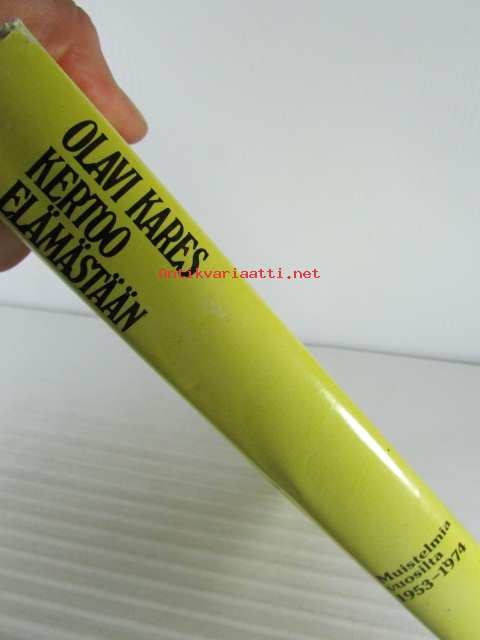 OLAVI KARES
KERTOO
ELÄMÄSTÄÄN
Antikvariaatti.net
Muistelmia
vuosilta
1953–1974